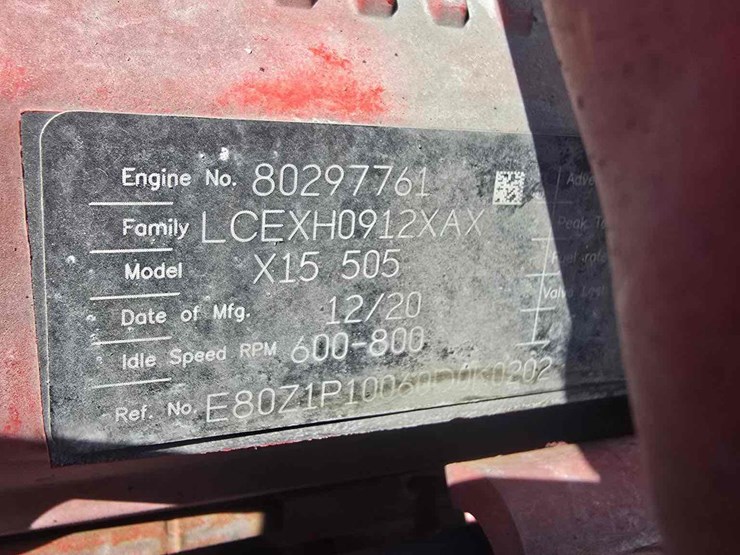 Engine No. 80297761
Family LCEXH0912XAX
Model X15 505
Date of Mfg. 12/20
Idle Speed RPM 600-800
Ref. No.
Peak